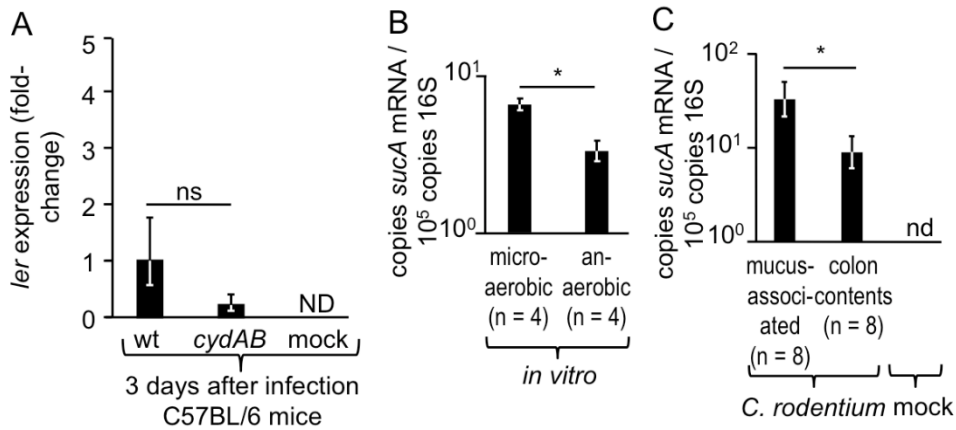 A
ler expression (fold-
change)
5
4
3
2
1
0
ns
ND
wt
cydAB
mock
3 days after infection
C57BL/6 mice
B
copies sucA mRNA /
10⁵ copies 16S
10¹
10⁰
*
micro-
aerobic
(n = 4)
an-
aerobic
(n = 4)
in vitro
C
copies sucA mRNA /
10⁵ copies 16S
10²
10¹
10⁰
*
nd
mucus-
associ-
ated
(n = 8)
colon
contents
(n = 8)
C. rodentium
mock